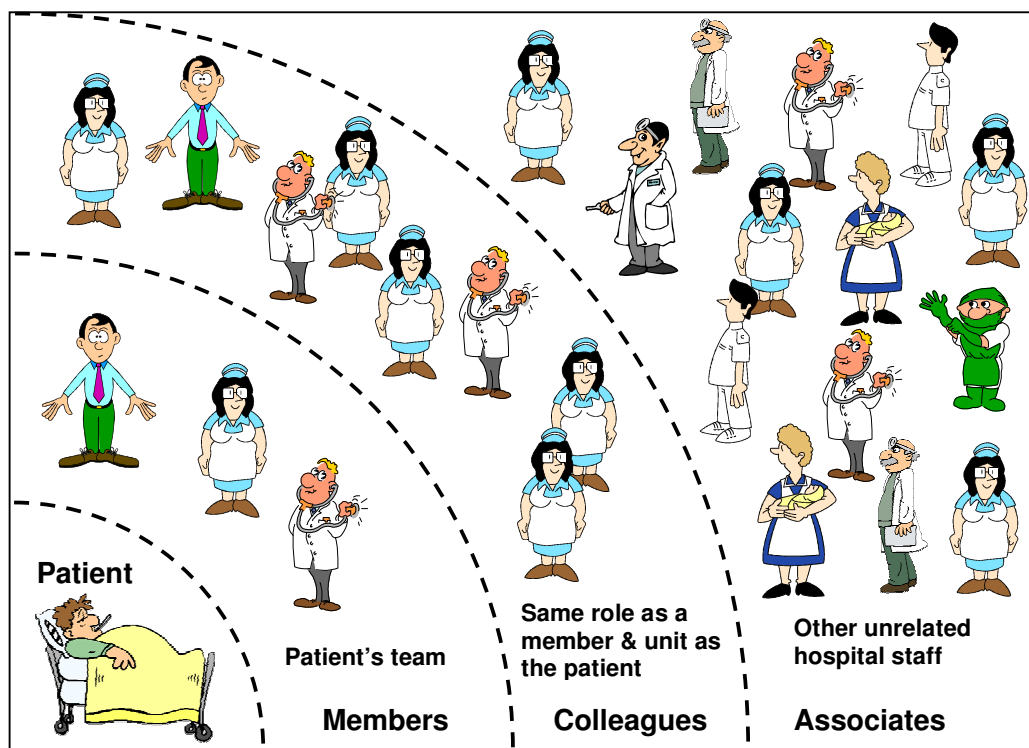 Patient
Patient's team
Members
Same role as a
member & unit as
the patient
Colleagues
Other unrelated
hospital staff
Associates